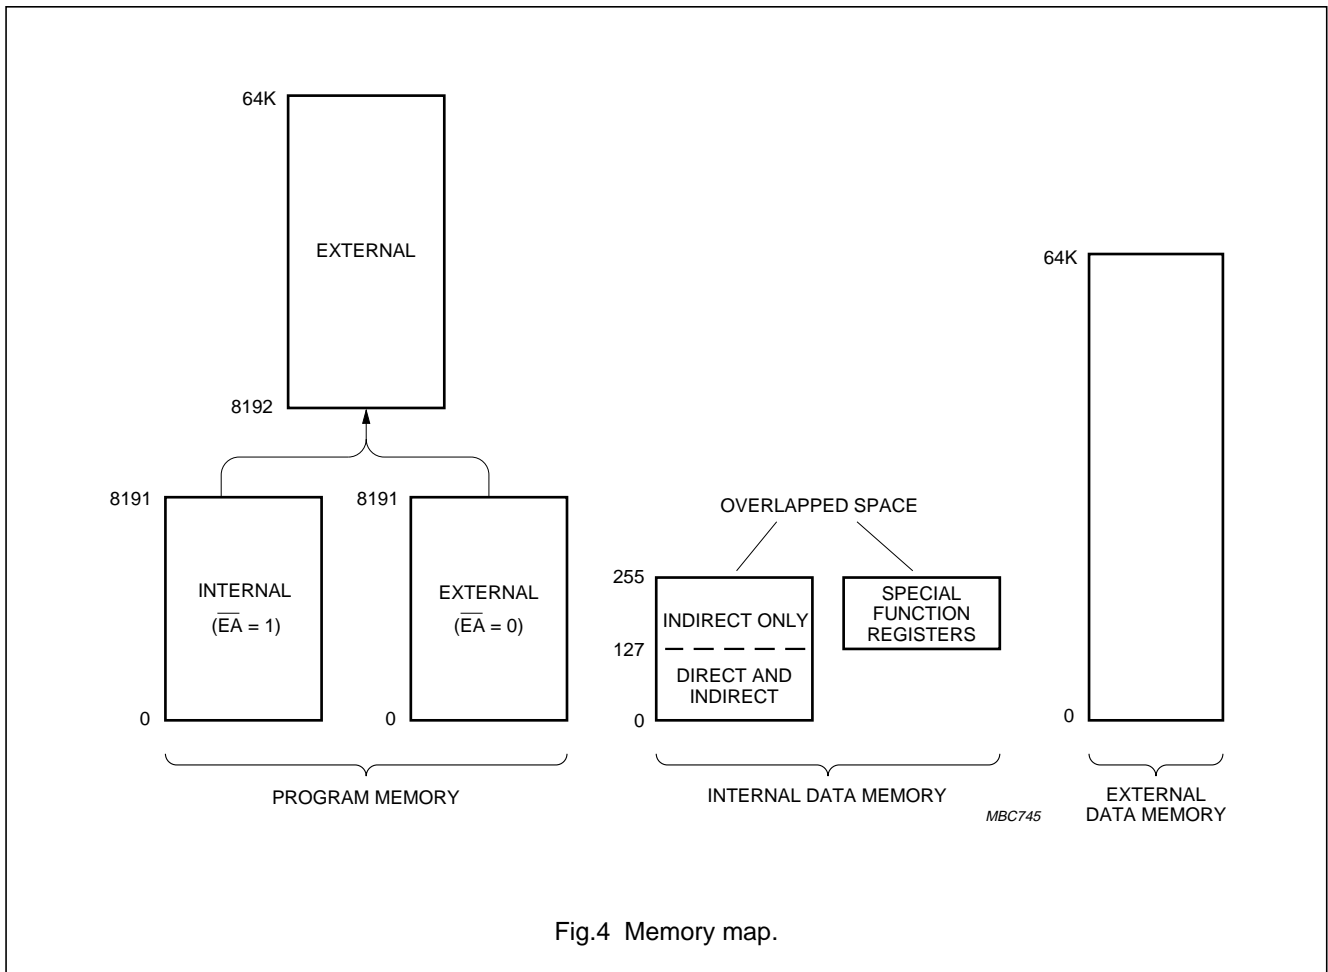 64K
EXTERNAL
8192
8191
INTERNAL
(E̅A̅ = 1)
0
8191
EXTERNAL
(E̅A̅ = 0)
0
PROGRAM MEMORY
OVERLAPPED SPACE
255
INDIRECT ONLY
127
DIRECT AND
INDIRECT
0
SPECIAL
FUNCTION
REGISTERS
INTERNAL DATA MEMORY
64K
0
EXTERNAL
DATA MEMORY
MBC745
Fig.4 Memory map.